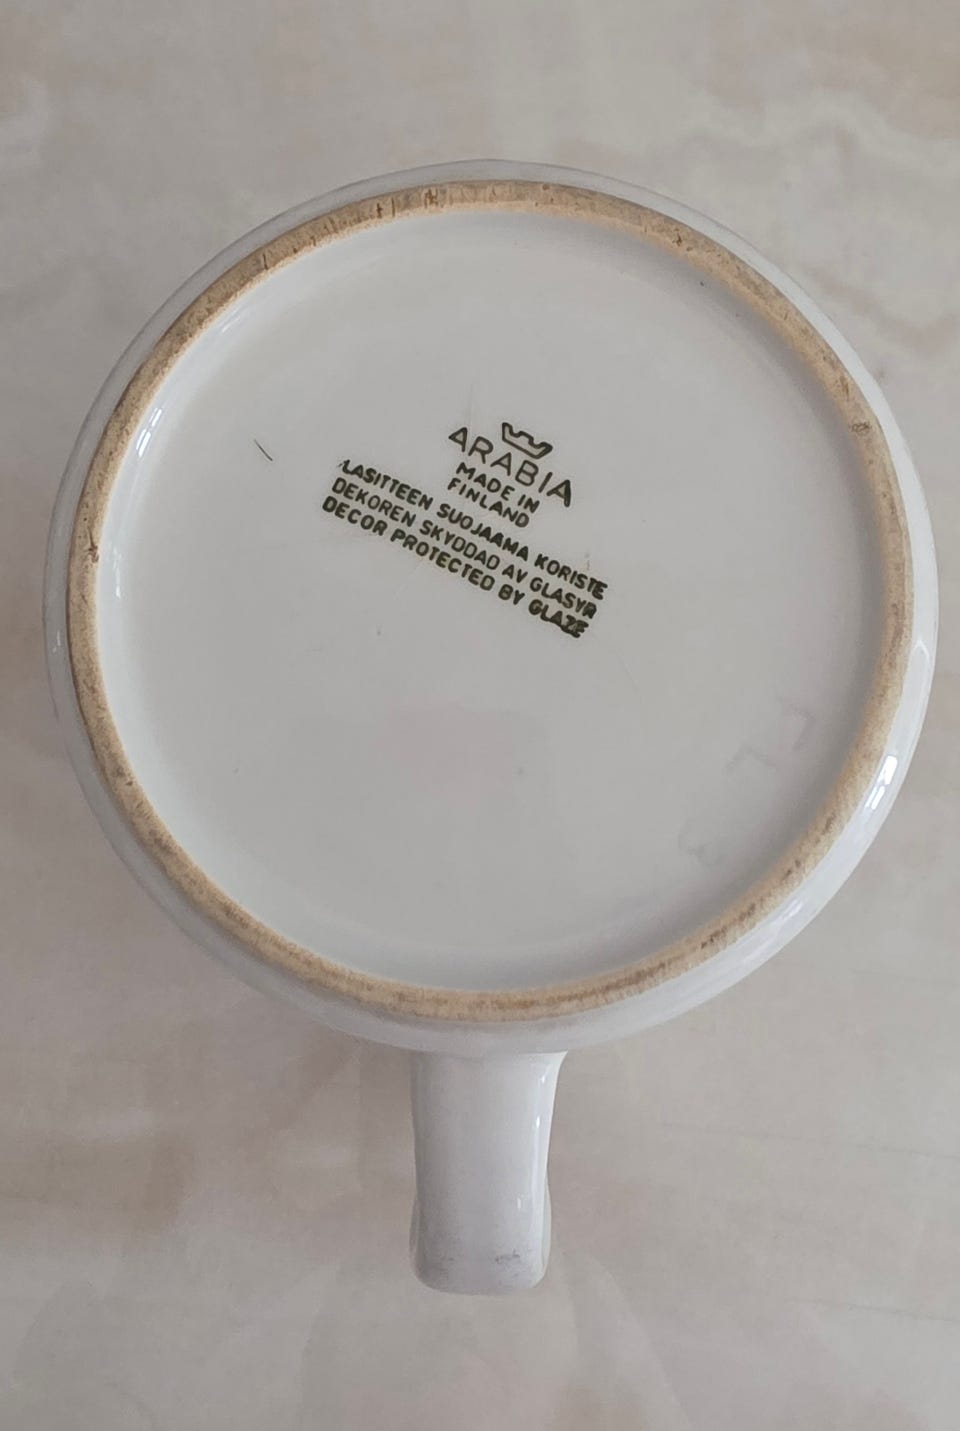 ARABIA
MADE IN
FINLAND
LASITTEEN SUOJAAMA KORISTE
DEKOREN SKYDDAD AV GLASYR
DECOR PROTECTED BY GLAZE